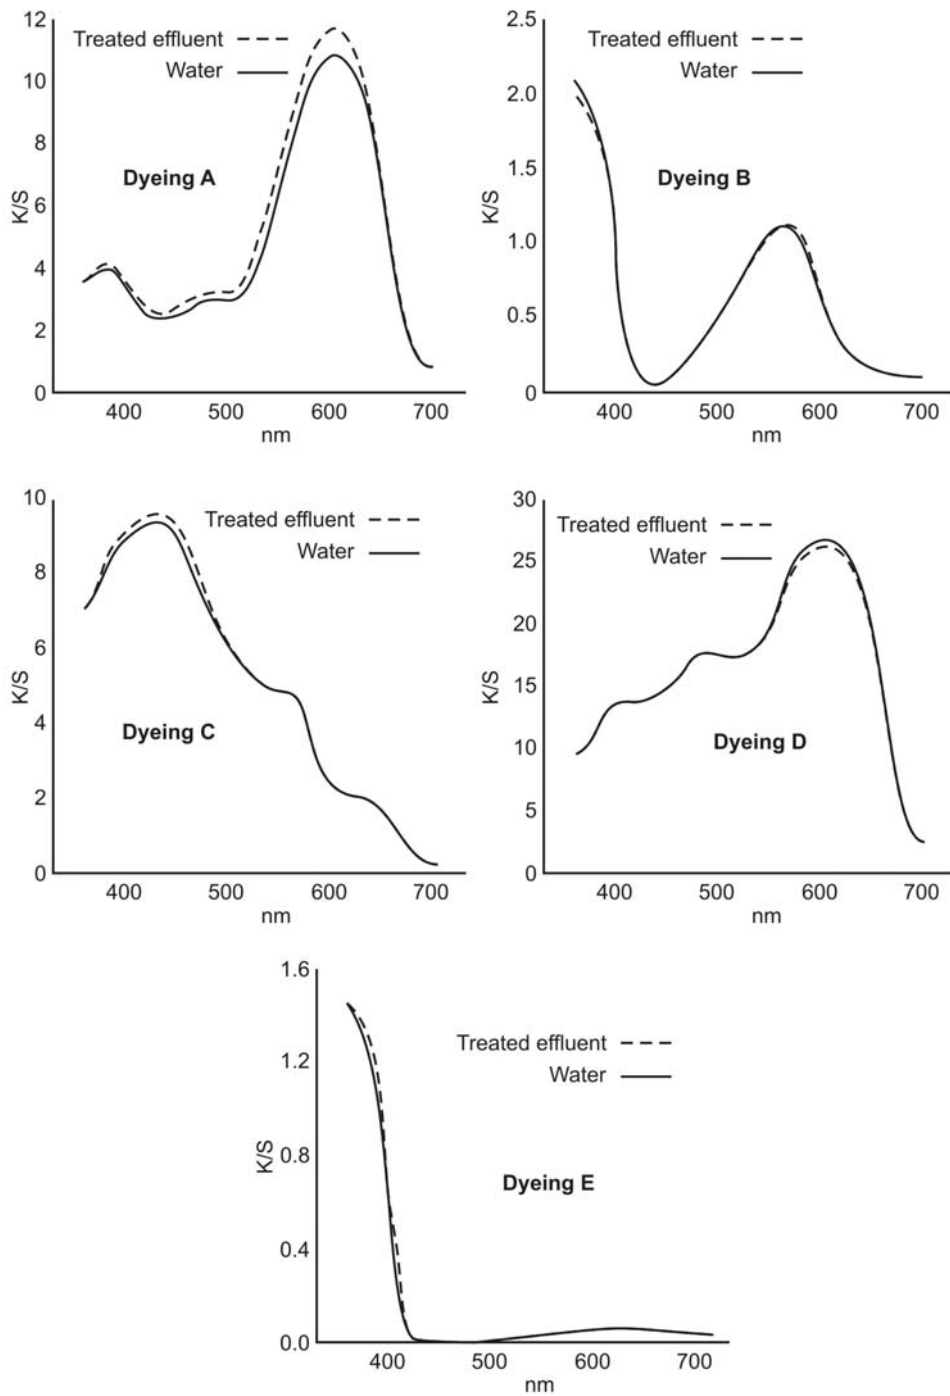 12
10
8
6
4
2
0
K/S
Treated effluent
Water
Dyeing A
400 500 600 700
nm
2.5
2.0
1.5
1.0
0.5
0
K/S
Treated effluent
Water
Dyeing B
400 500 600 700
nm
10
8
6
4
2
0
K/S
Treated effluent
Water
Dyeing C
400 500 600 700
nm
30
25
20
15
10
5
0
K/S
Treated effluent
Water
Dyeing D
400 500 600 700
nm
1.6
1.2
0.8
0.4
0.0
K/S
Treated effluent
Water
Dyeing E
400 500 600 700
nm